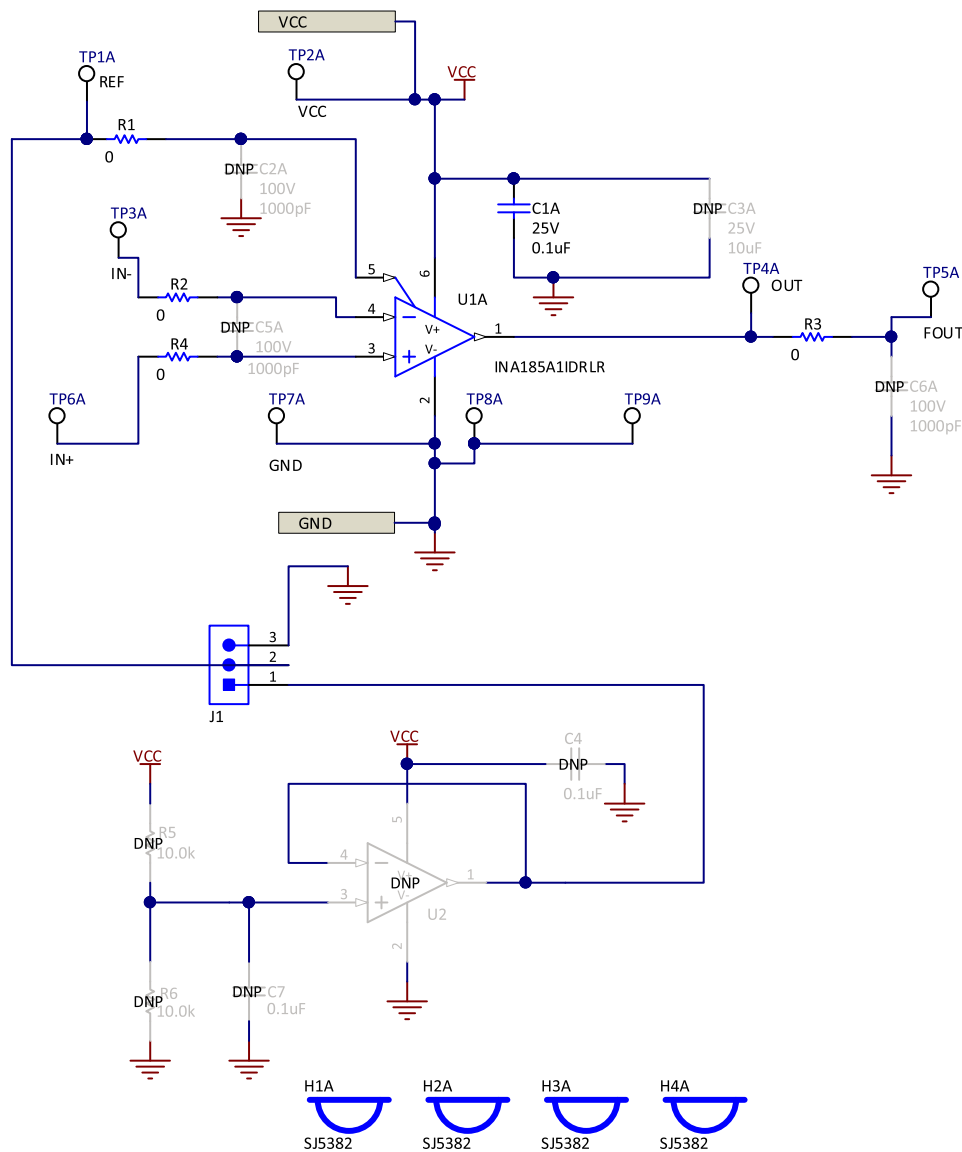 VCC
TP2A
VCC
VCC
TP1A
REF
R1
0
DNP C2A
100V
1000pF
TP3A
IN-
R2
0
DNP C5A
100V
1000pF
R4
0
TP6A
IN+
5
4
3
6
V+
V-
2
1
U1A
INA185A1IDRLR
C1A
25V
0.1uF
DNP C3A
25V
10uF
TP4A
OUT
R3
0
TP5A
FOUT
DNP C6A
100V
1000pF
TP7A
GND
TP8A
TP9A
GND
3
2
1
J1
VCC
DNP R5
10.0k
DNP R6
10.0k
DNP C7
0.1uF
VCC
C4
DNP
0.1uF
5
4
3
V+
DNP
V-
1
U2
2
H1A
SJ5382
H2A
SJ5382
H3A
SJ5382
H4A
SJ5382